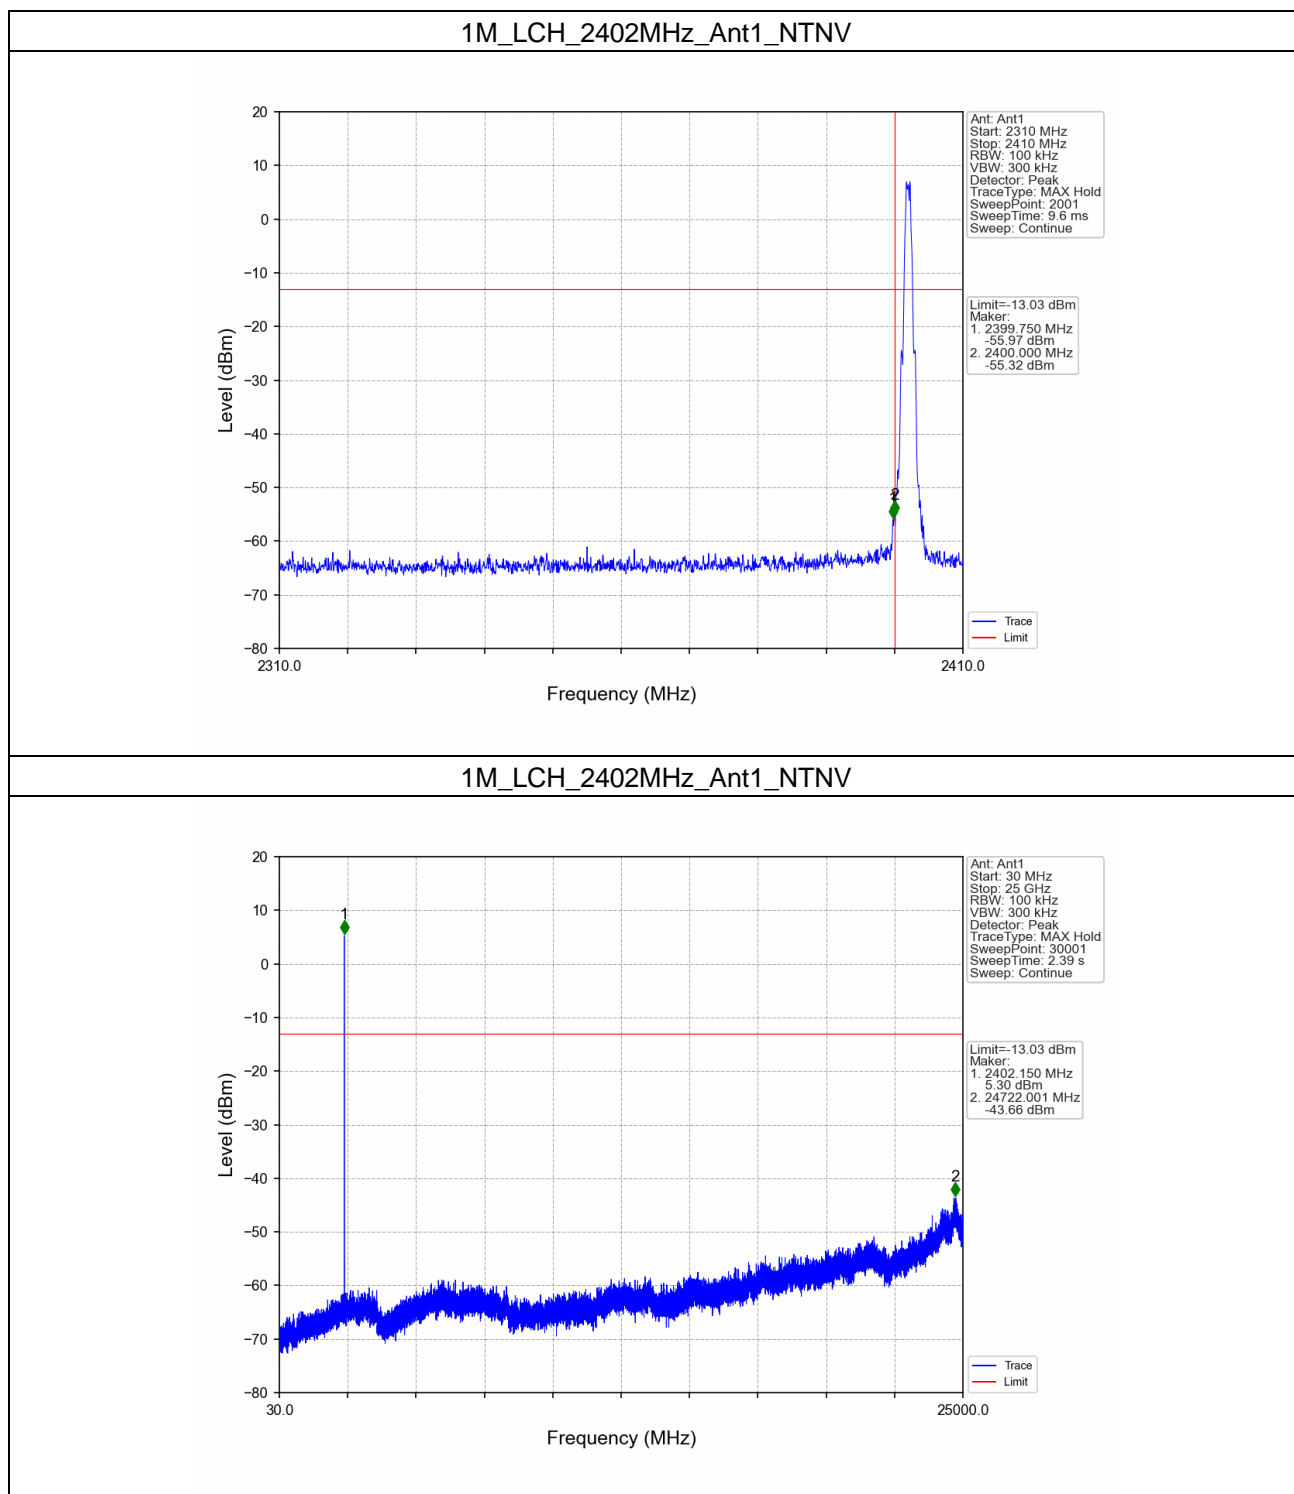 1M_LCH_2402MHz_Ant1_NTNV
20
10
0
−10
−20
−30
−40
−50
−60
−70
−80
Level (dBm)
2310.0
2410.0
Frequency (MHz)
2
Ant: Ant1
Start: 2310 MHz
Stop: 2410 MHz
RBW: 100 kHz
VBW: 300 kHz
Detector: Peak
TraceType: MAX Hold
SweepPoint: 2001
SweepTime: 9.6 ms
Sweep: Continue
Limit=-13.03 dBm
Maker:
1. 2399.750 MHz
-55.97 dBm
2. 2400.000 MHz
-55.32 dBm
Trace
Limit
1M_LCH_2402MHz_Ant1_NTNV
20
10
0
−10
−20
−30
−40
−50
−60
−70
−80
Level (dBm)
30.0
25000.0
Frequency (MHz)
1
2
Ant: Ant1
Start: 30 MHz
Stop: 25 GHz
RBW: 100 kHz
VBW: 300 kHz
Detector: Peak
TraceType: MAX Hold
SweepPoint: 30001
SweepTime: 2.39 s
Sweep: Continue
Limit=-13.03 dBm
Maker:
1. 2402.150 MHz
5.30 dBm
2. 24722.001 MHz
-43.66 dBm
Trace
Limit